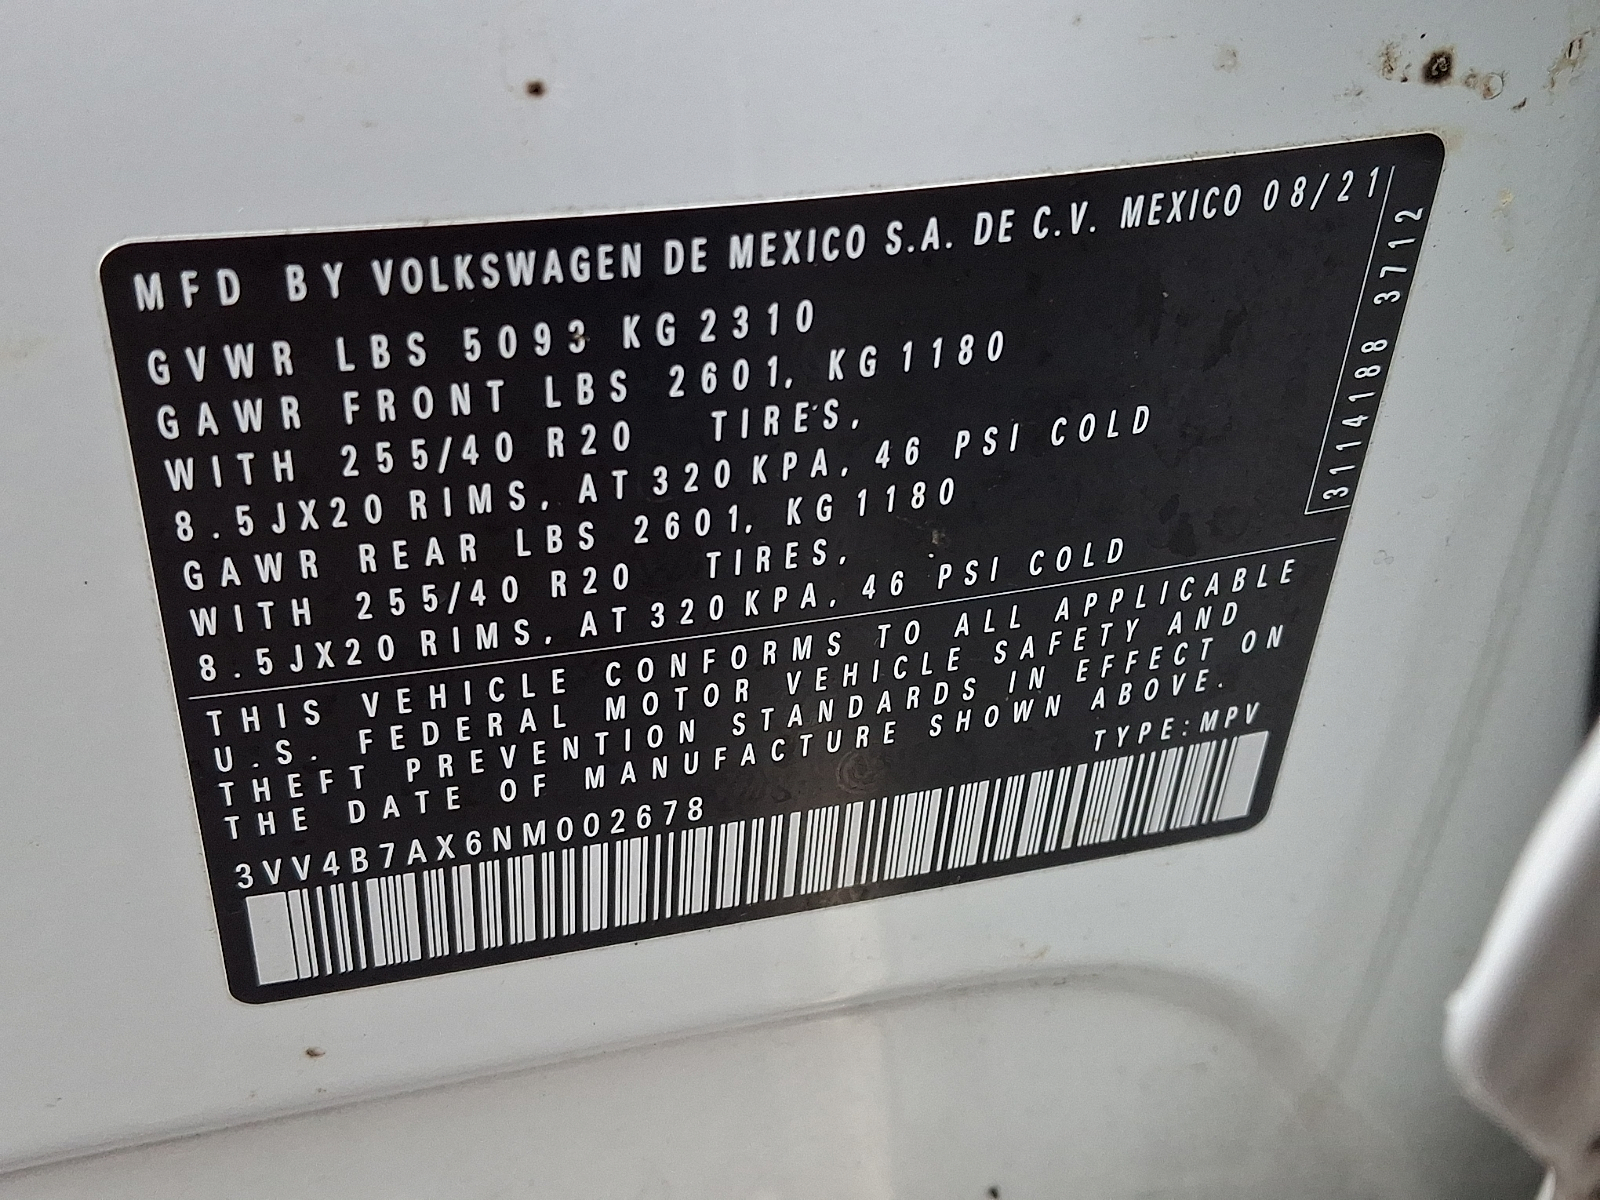 MFD BY VOLKSWAGEN DE MEXICO S.A. DE C.V. MEXICO 08/21
GVWR LBS 5093 KG 2310
GAWR FRONT LBS 2601, KG 1180
WITH 255/40 R20 TIRES,
8.5JX20 RIMS, AT 320 KPA, 46 PSI COLD
GAWR REAR LBS 2601, KG 1180
WITH 255/40 R20 TIRES,
8.5JX20 RIMS, AT 320 KPA, 46 PSI COLD
3114188 3712
THIS VEHICLE CONFORMS TO ALL APPLICABLE
U.S. FEDERAL MOTOR VEHICLE SAFETY AND
THEFT PREVENTION STANDARDS IN EFFECT ON
THE DATE OF MANUFACTURE SHOWN ABOVE.
TYPE: MPV
3VV4B7AX6NM002678